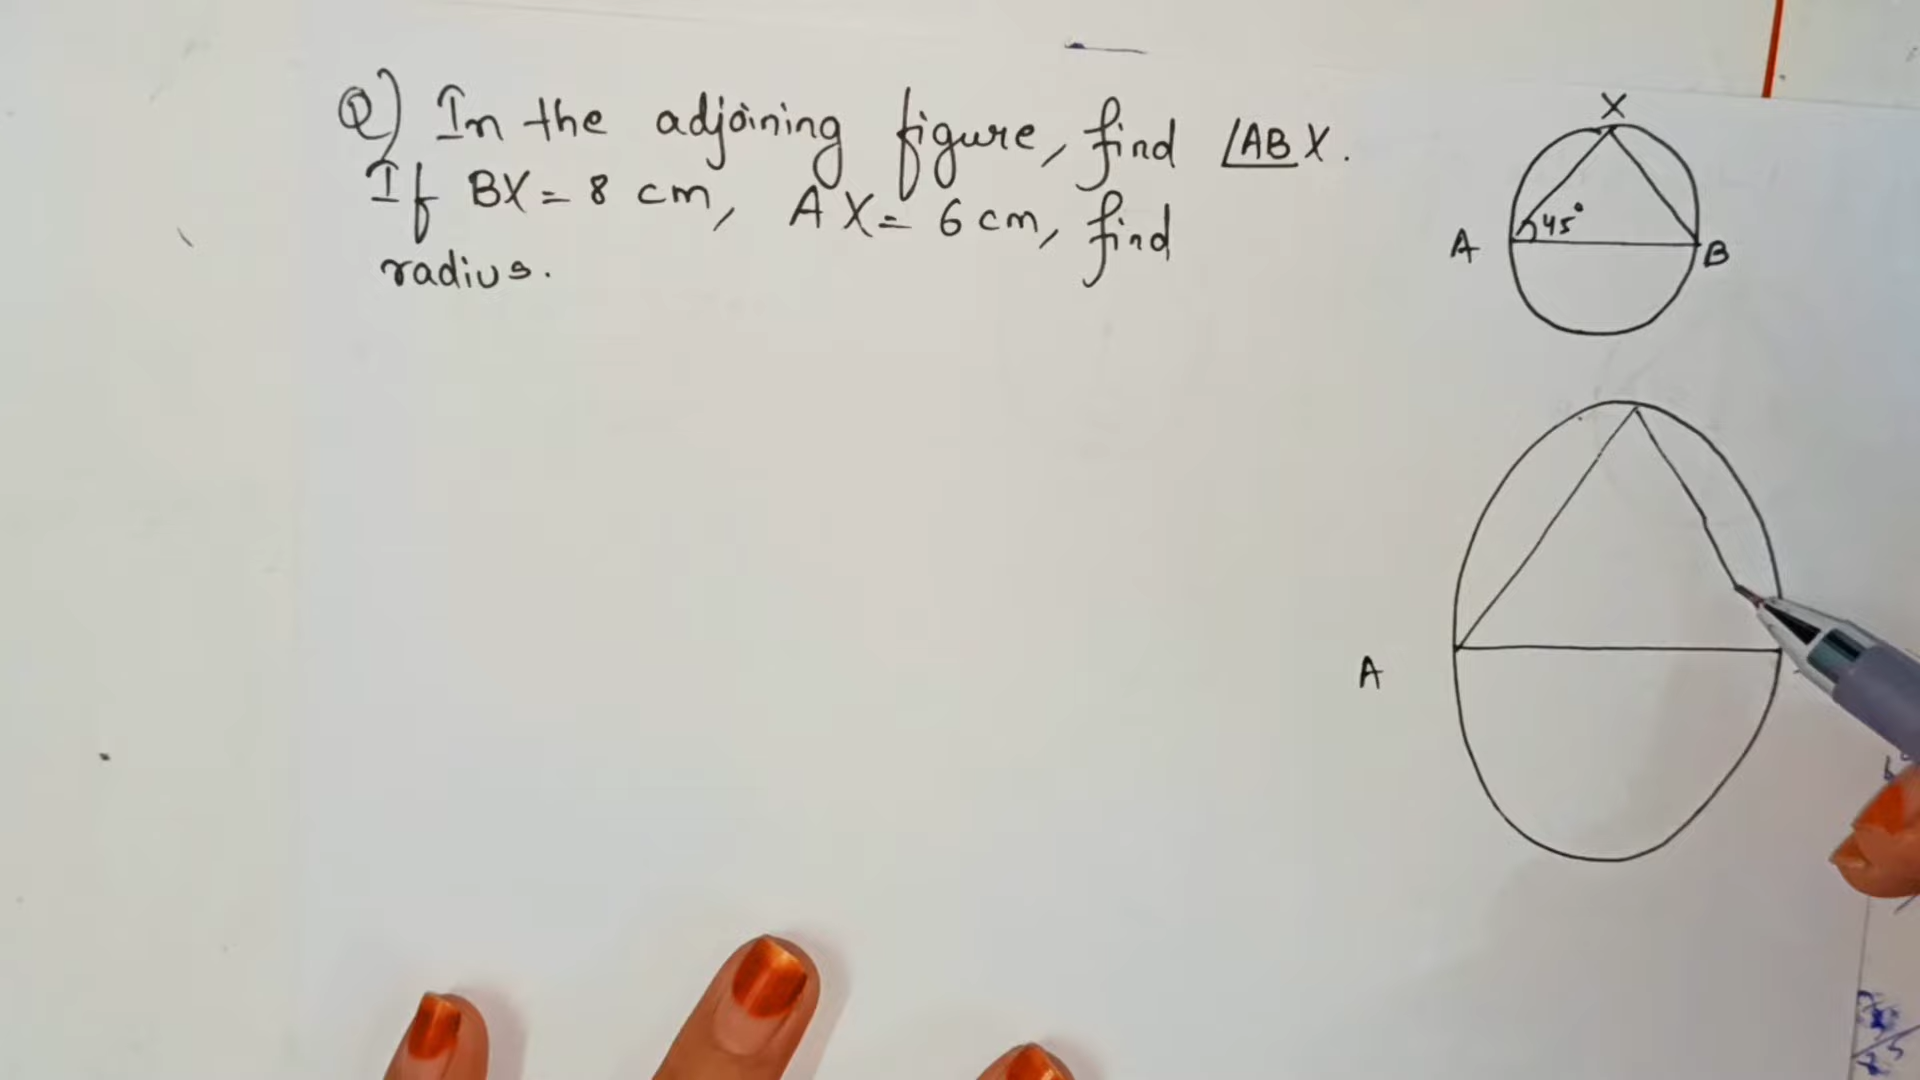 Q) In the adjoining figure, find ∠ABX.
If BX = 8 cm, AX = 6 cm, find
radius.
X
45°
A
B
A